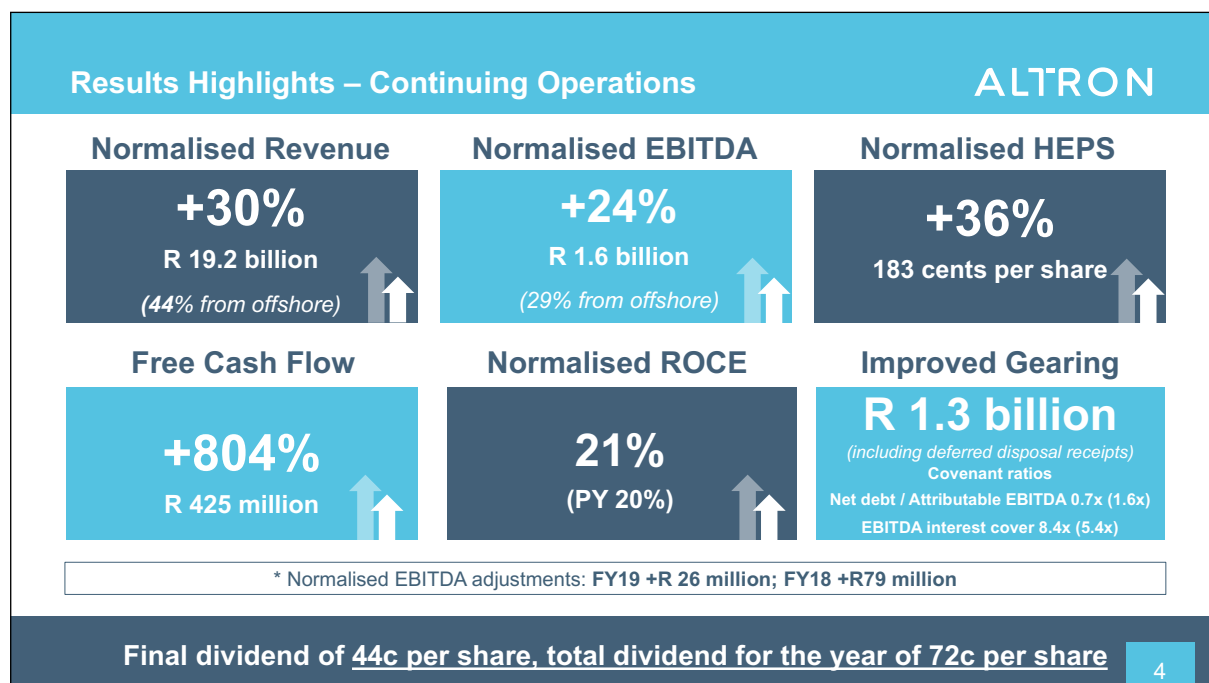 Results Highlights – Continuing Operations
ALTRON
Normalised Revenue
+30%
R 19.2 billion
(44% from offshore)
Normalised EBITDA
+24%
R 1.6 billion
(29% from offshore)
Normalised HEPS
+36%
183 cents per share
Free Cash Flow
+804%
R 425 million
Normalised ROCE
21%
(PY 20%)
Improved Gearing
R 1.3 billion
(including deferred disposal receipts)
Covenant ratios
Net debt / Attributable EBITDA 0.7x (1.6x)
EBITDA interest cover 8.4x (5.4x)
* Normalised EBITDA adjustments: FY19 +R 26 million; FY18 +R79 million
Final dividend of 44c per share, total dividend for the year of 72c per share
4